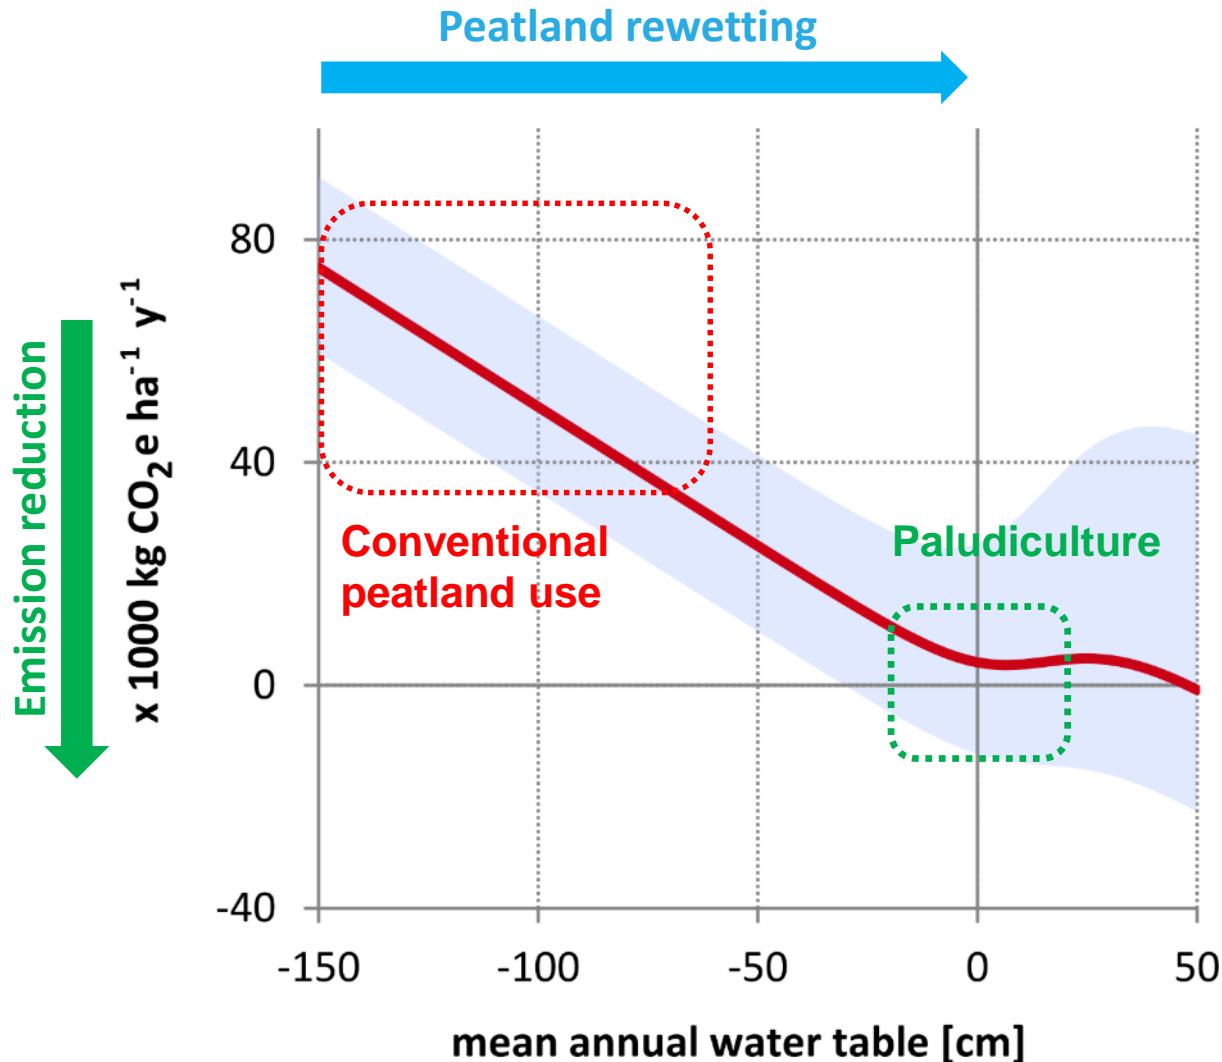 Peatland rewetting
80
40
0
-40
Emission reduction
x 1000 kg CO₂e ha⁻¹ y⁻¹
Conventional
peatland use
Paludiculture
-150
-100
-50
0
50
mean annual water table [cm]